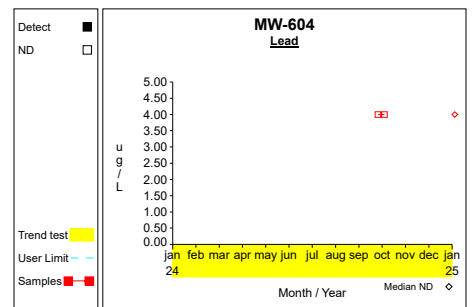 Detect
ND
Trend test
User Limit
Samples
MW-604
Lead
ug/L
5.00
4.50
4.00
3.50
3.00
2.50
2.00
1.50
1.00
0.50
0.00
jan feb mar apr may jun jul aug sep oct nov dec jan
24 25
Month / Year
Median ND